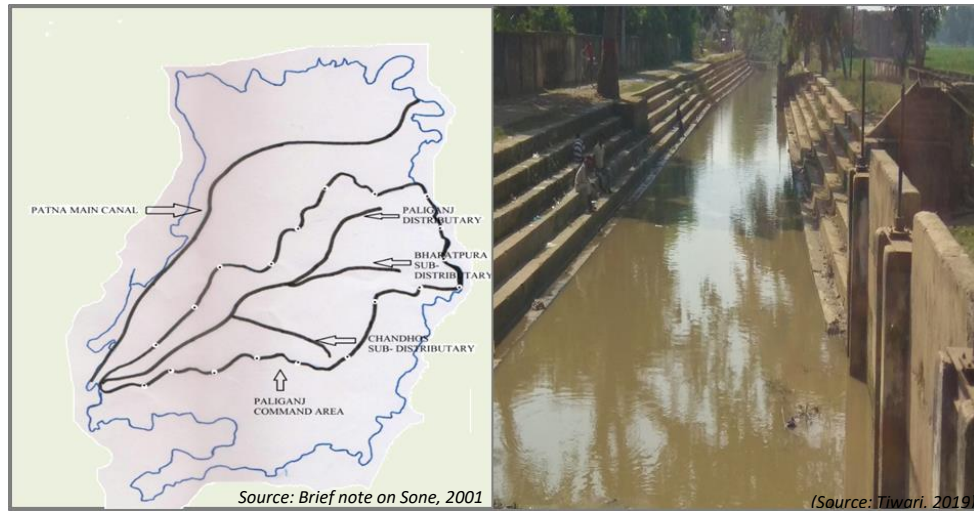 PATNA MAIN CANAL
PALIGANJ
DISTRIBUTARY
BHARATPURA
SUB-
DISTRIBUTARY
CHANDHOS
SUB- DISTRIBUTARY
PALIGANJ
COMMAND AREA
Source: Brief note on Sone, 2001
(Source: Tiwari. 2019)